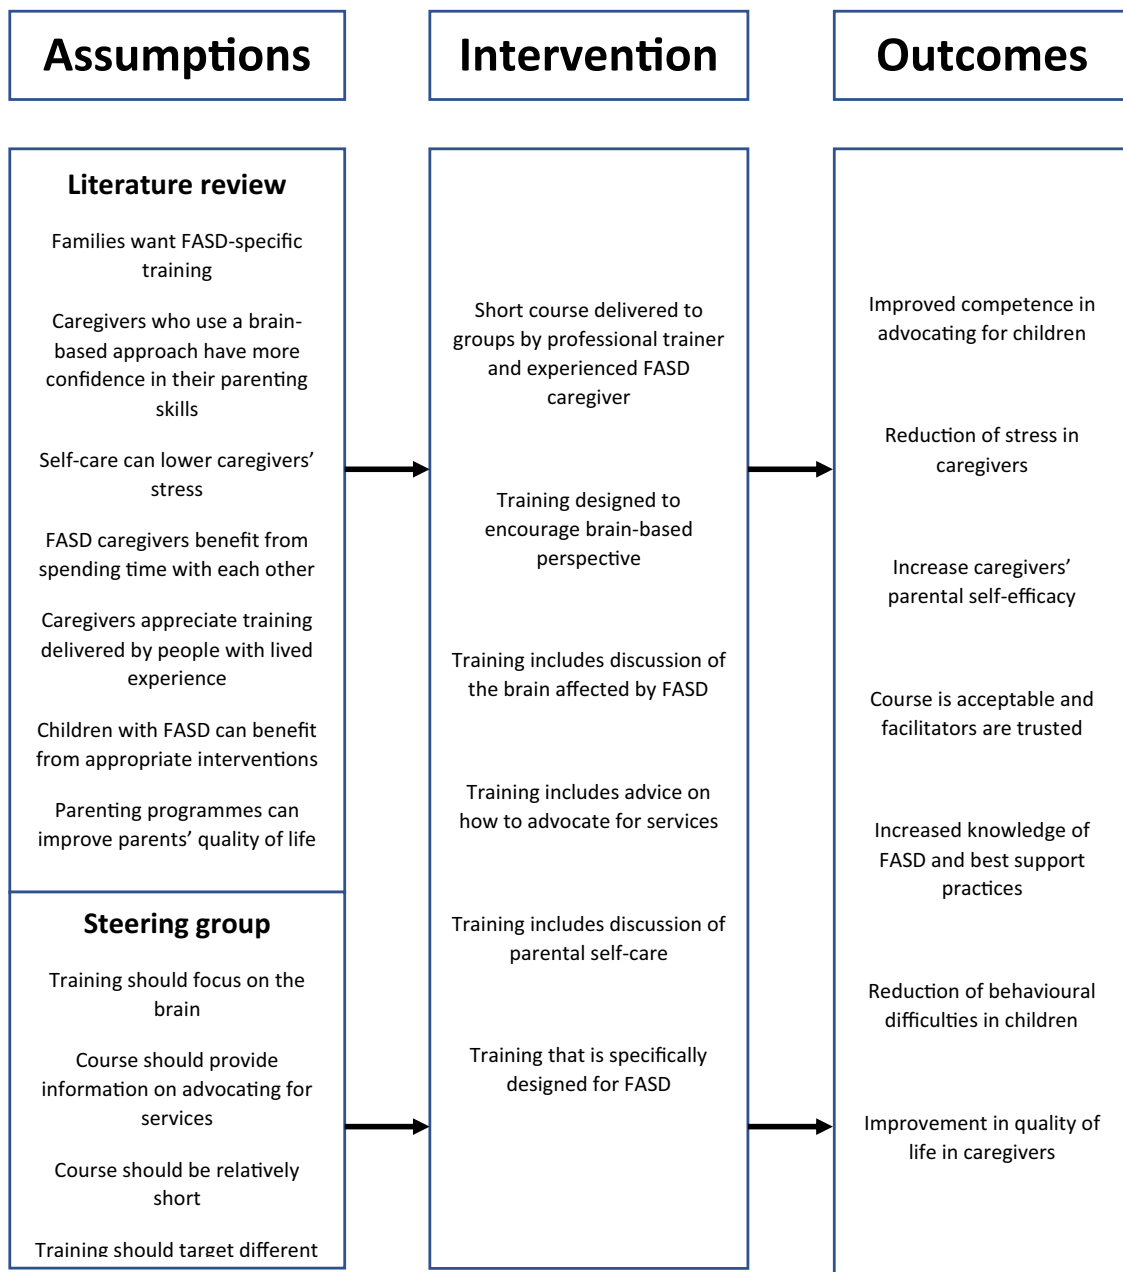 Assumptions
Intervention
Outcomes
Literature review
Families want FASD-specific
training
Caregivers who use a brain-
based approach have more
confidence in their parenting
skills
Self-care can lower caregivers’
stress
FASD caregivers benefit from
spending time with each other
Caregivers appreciate training
delivered by people with lived
experience
Children with FASD can benefit
from appropriate interventions
Parenting programmes can
improve parents’ quality of life
Steering group
Training should focus on the
brain
Course should provide
information on advocating for
services
Course should be relatively
short
Training should target different
Short course delivered to
groups by professional trainer
and experienced FASD
caregiver
Training designed to
encourage brain-based
perspective
Training includes discussion of
the brain affected by FASD
Training includes advice on
how to advocate for services
Training includes discussion of
parental self-care
Training that is specifically
designed for FASD
Improved competence in
advocating for children
Reduction of stress in
caregivers
Increase caregivers’
parental self-efficacy
Course is acceptable and
facilitators are trusted
Increased knowledge of
FASD and best support
practices
Reduction of behavioural
difficulties in children
Improvement in quality of
life in caregivers